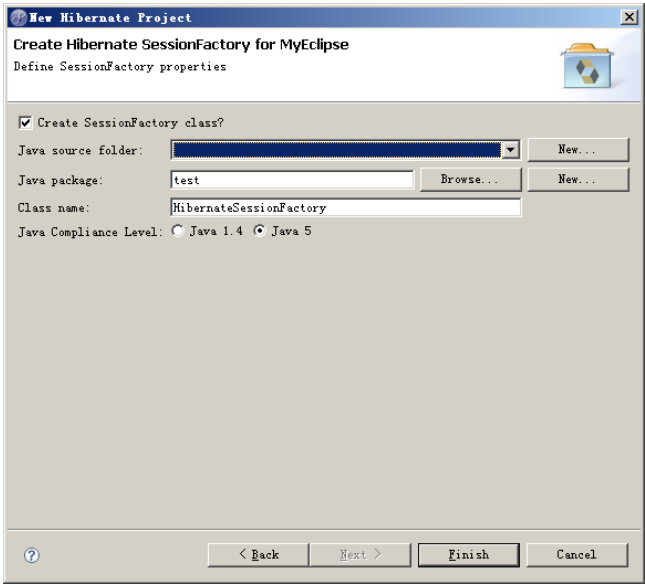 New Hibernate Project
Create Hibernate SessionFactory for MyEclipse
Define SessionFactory properties
Create SessionFactory class?
Java source folder: New...
Java package: test Browse... New...
Class name: HibernateSessionFactory
Java Compliance Level: Java 1.4 Java 5
? < Back Next > Finish Cancel